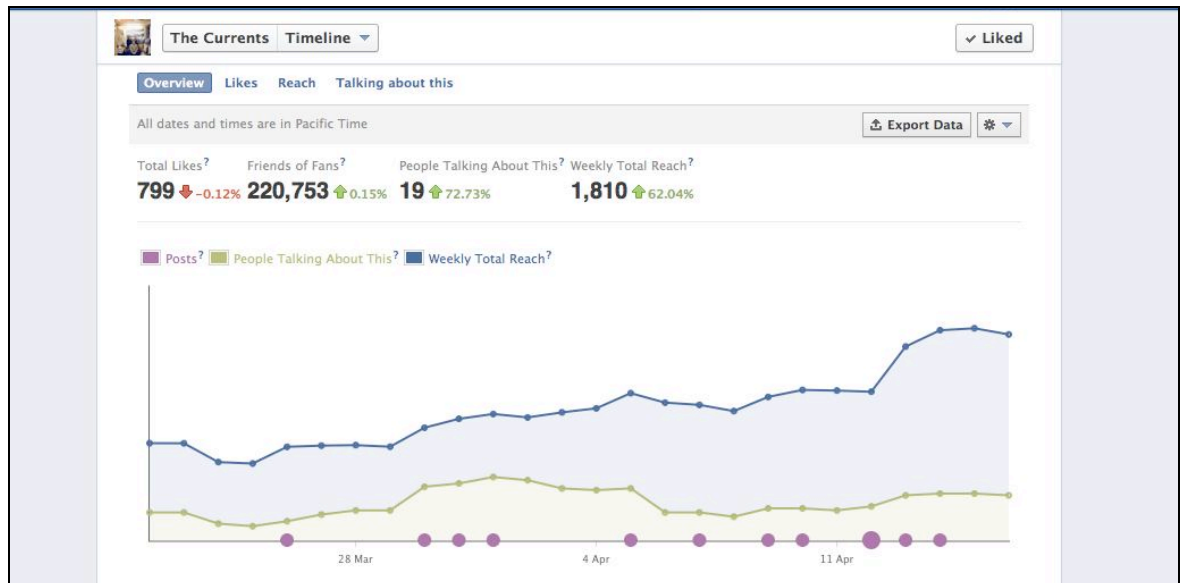 The Currents Timeline
✓ Liked
Overview Likes Reach Talking about this
All dates and times are in Pacific Time
Export Data
Total Likes? Friends of Fans? People Talking About This? Weekly Total Reach?
799 -0.12% 220,753 0.15% 19 72.73% 1,810 62.04%
Posts? People Talking About This? Weekly Total Reach?
28 Mar 4 Apr 11 Apr